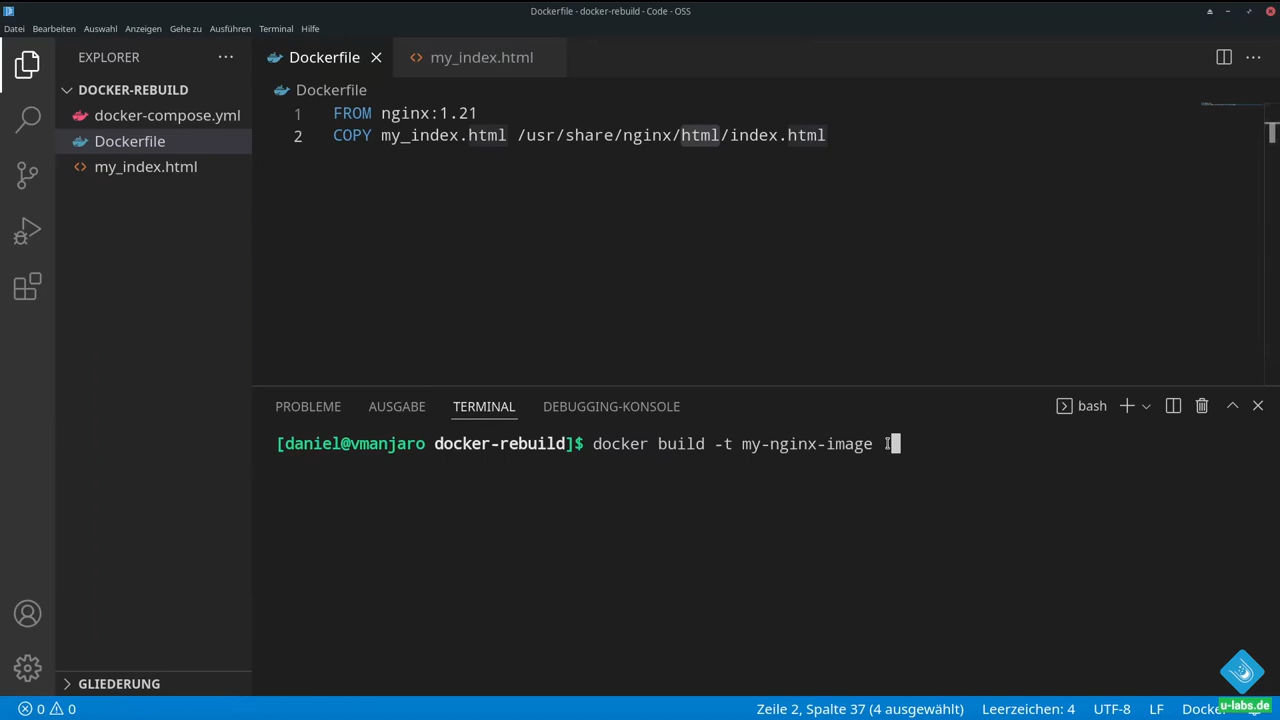 Dockerfile - docker-rebuild - Code - OSS
Datei Bearbeiten Auswahl Anzeigen Gehe zu Ausführen Terminal Hilfe
EXPLORER
Dockerfile
my_index.html
DOCKER-REBUILD
docker-compose.yml
Dockerfile
my_index.html
Dockerfile
1 FROM nginx:1.21
2 COPY my_index.html /usr/share/nginx/html/index.html
PROBLEME AUSGABE TERMINAL DEBUGGING-KONSOLE
bash
[daniel@vmanjaro docker-rebuild]$ docker build -t my-nginx-image
GLIEDERUNG
u-labs.de
0 0 Zeile 2, Spalte 37 (4 ausgewählt) Leerzeichen: 4 UTF-8 LF